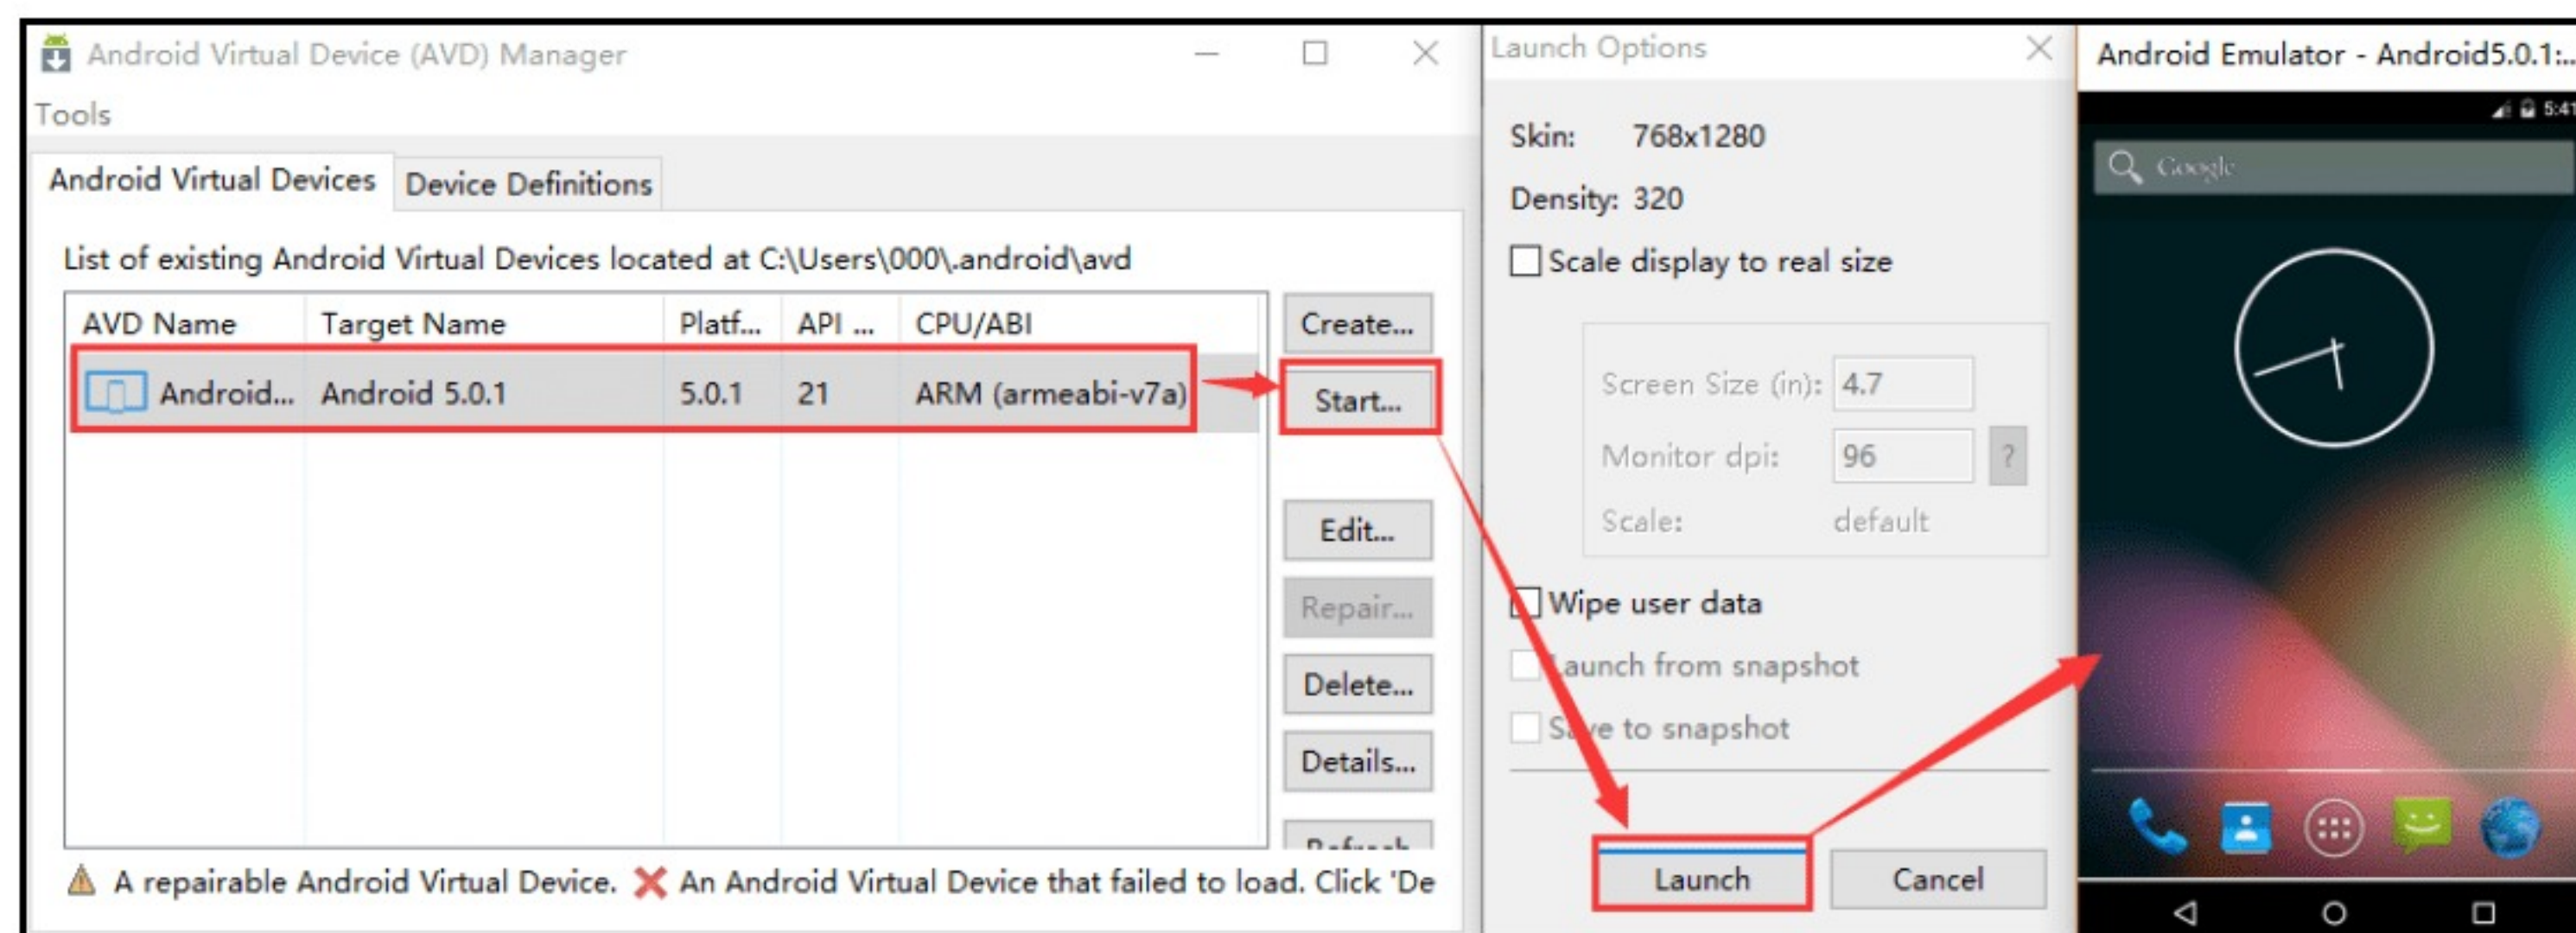 Android Virtual Device (AVD) Manager
Tools
Android Virtual Devices
Device Definitions
List of existing Android Virtual Devices located at C:\Users\000\.android\avd
AVD Name Target Name Platf... API ... CPU/ABI
Android... Android 5.0.1 5.0.1 21 ARM (armeabi-v7a)
Create...
Start...
Edit...
Repair...
Delete...
Details...
A repairable Android Virtual Device. An Android Virtual Device that failed to load. Click 'De
Launch Options
Skin: 768x1280
Density: 320
Scale display to real size
Screen Size (in): 4.7
Monitor dpi: 96 ?
Scale: default
Wipe user data
Launch from snapshot
Save to snapshot
Launch
Cancel
Android Emulator - Android5.0.1:...
5:41
Google